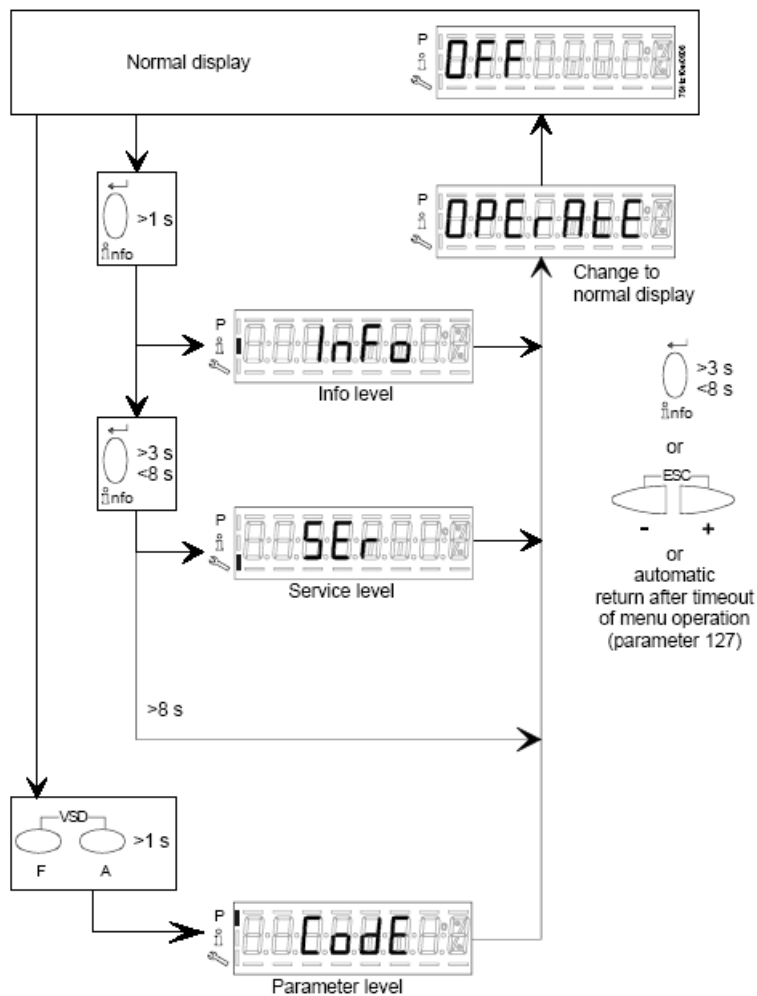 Normal display
P
OFF
>1 s
info
P
OPErAtE
Change to
normal display
P
InFo
Info level
>3 s
<8 s
info
>3 s
<8 s
info
or
ESC
- +
or
automatic
return after timeout
of menu operation
(parameter 127)
P
SEr
Service level
>8 s
VSD
>1 s
F A
P
CodE
Parameter level